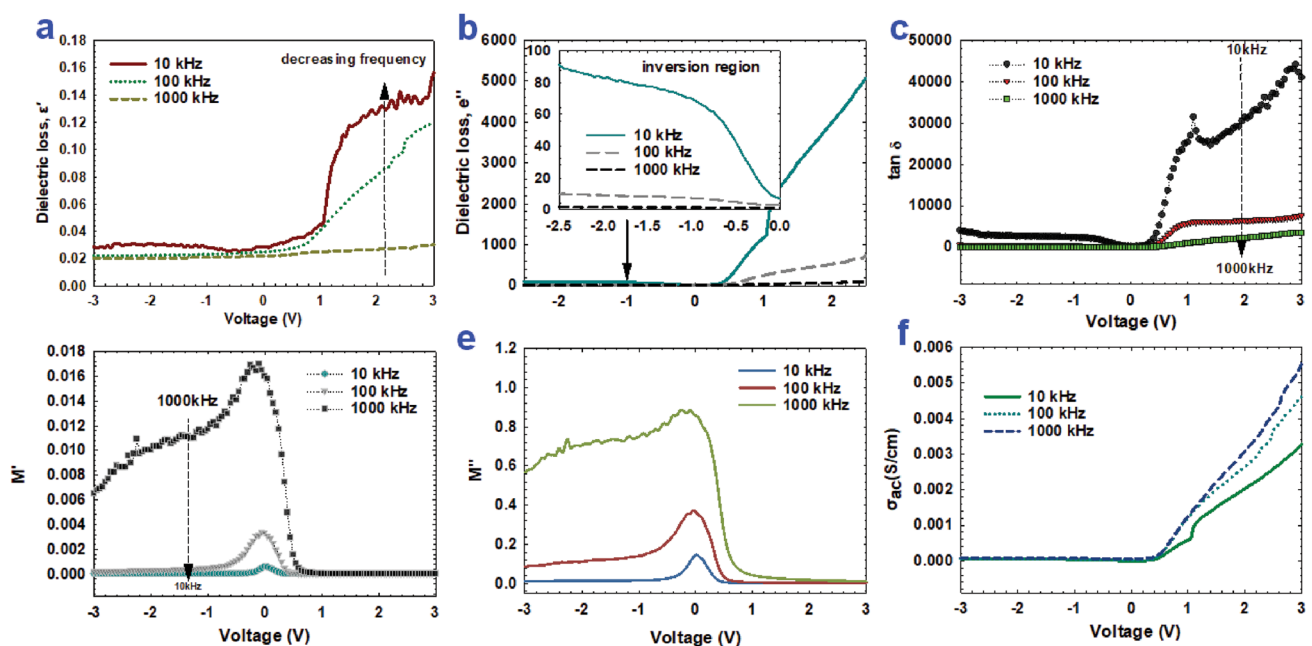 a
0.18
0.16
0.14
0.12
0.10
0.08
0.06
0.04
0.02
0.00
Dielectric loss, ε'
10 kHz
100 kHz
1000 kHz
decreasing frequency
-3 -2 -1 0 1 2 3
Voltage (V)
b
6000
5000
4000
3000
2000
1000
0
Dielectric loss, e''
100
80
60
40
20
0
inversion region
10 kHz
100 kHz
1000 kHz
-2.5 -2.0 -1.5 -1.0 -0.5 0.0
-2 -1 0 1 2
Voltage (V)
c
50000
40000
30000
20000
10000
0
tan δ
10 kHz
100 kHz
1000 kHz
10kHz
1000kHz
-3 -2 -1 0 1 2 3
Voltage (V)
0.018
0.016
0.014
0.012
0.010
0.008
0.006
0.004
0.002
0.000
M'
10 kHz
100 kHz
1000 kHz
1000kHz
10kHz
-3 -2 -1 0 1 2 3
Voltage (V)
e
1.2
1.0
0.8
0.6
0.4
0.2
0.0
M''
10 kHz
100 kHz
1000 kHz
-3 -2 -1 0 1 2 3
Voltage (V)
f
0.006
0.005
0.004
0.003
0.002
0.001
0.000
σac(S/cm)
10 kHz
100 kHz
1000 kHz
-3 -2 -1 0 1 2 3
Voltage (V)